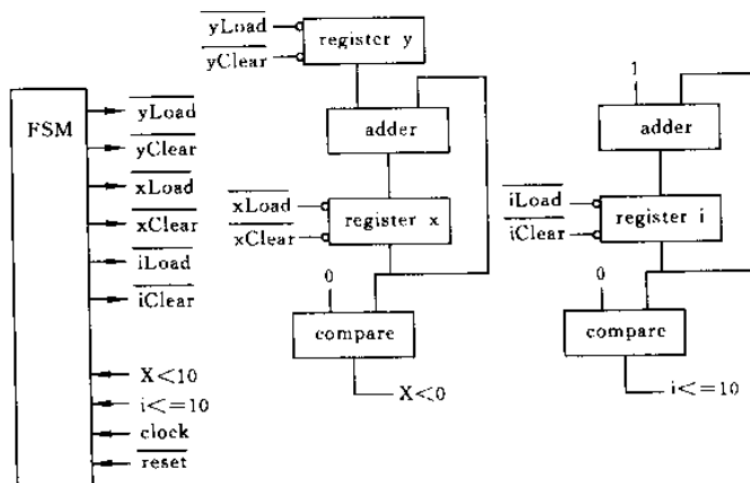 FSM
yLoad
yClear
xLoad
xClear
iLoad
iClear
X<10
i<=10
clock
reset
yLoad
yClear
register y
adder
xLoad
xClear
register x
0
compare
X<0
1
adder
iLoad
iClear
register i
0
compare
i<=10